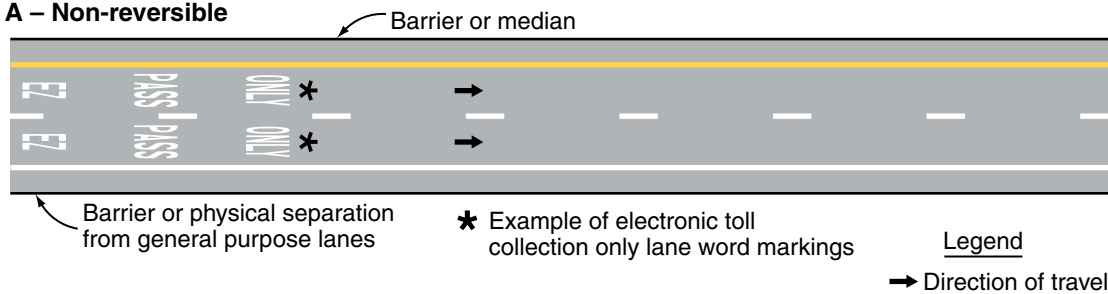 A – Non-reversible
Barrier or median
EZ PASS ONLY *
EZ PASS ONLY *
Barrier or physical separation
from general purpose lanes
* Example of electronic toll
collection only lane word markings
Legend
Direction of travel